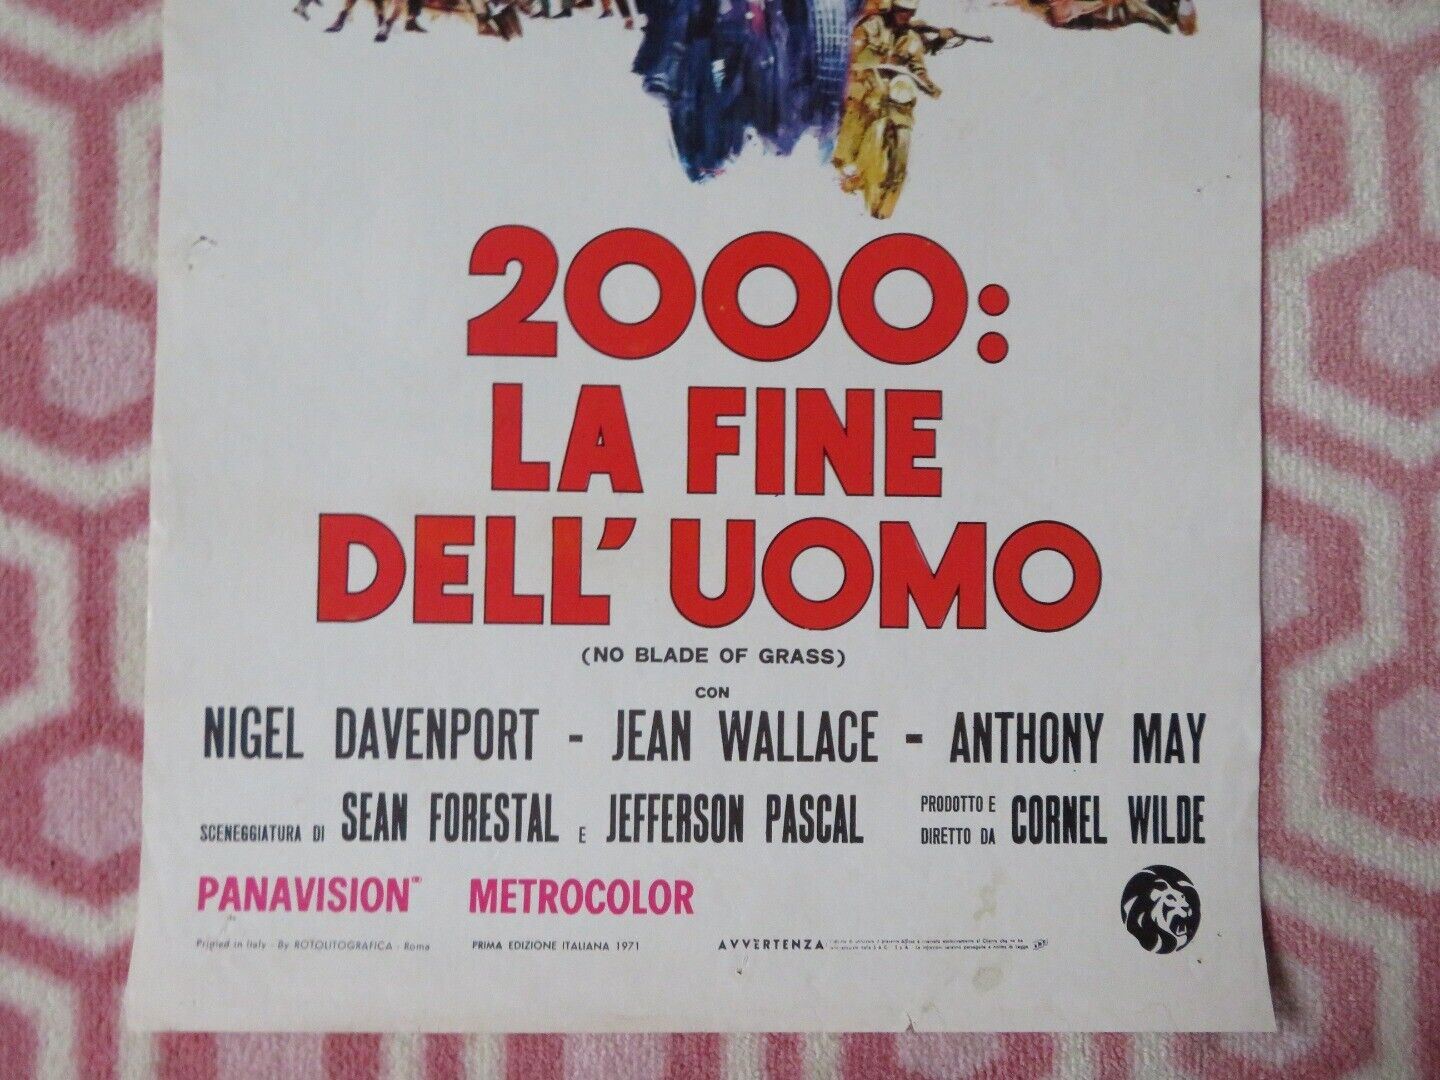 2000:
LA FINE
DELL'UOMO
(NO BLADE OF GRASS)
CON
NIGEL DAVENPORT - JEAN WALLACE - ANTHONY MAY
SCENEGGIATURA DI SEAN FORESTAL E JEFFERSON PASCAL
PRODOTTO E DIRETTO DA CORNEL WILDE
PANAVISION® METROCOLOR
Printed in Italy - By ROTOLITOGRAFICA - Roma
PRIMA EDIZIONE ITALIANA 1971
AVVERTENZA